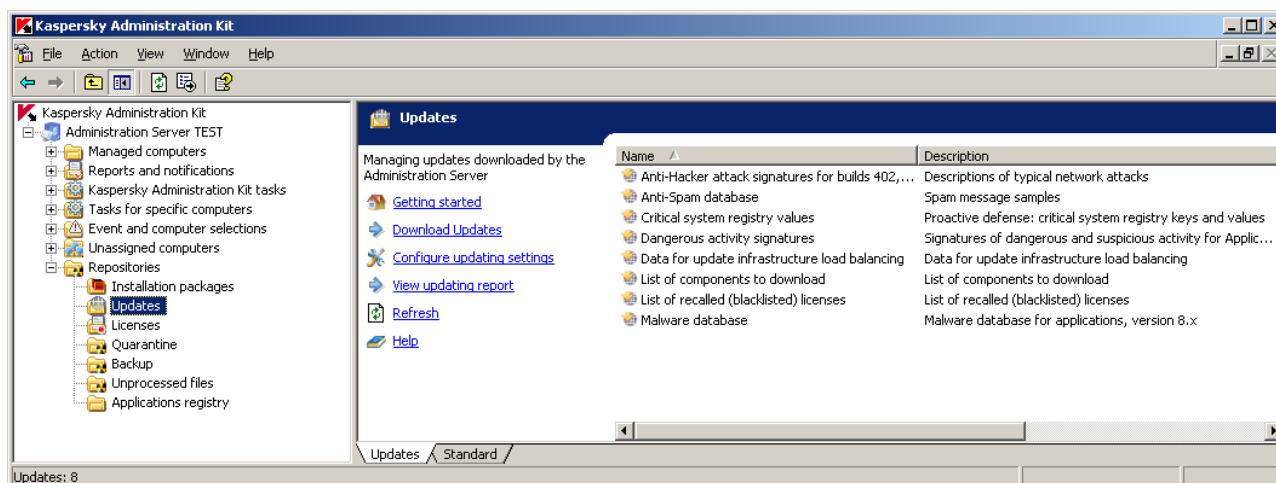 Kaspersky Administration Kit
File Action View Window Help
Kaspersky Administration Kit
Administration Server TEST
Managed computers
Reports and notifications
Kaspersky Administration Kit tasks
Tasks for specific computers
Event and computer selections
Unassigned computers
Repositories
Installation packages
Updates
Licenses
Quarantine
Backup
Unprocessed files
Applications registry
Updates
Managing updates downloaded by the
Administration Server
Getting started
Download Updates
Configure updating settings
View updating report
Refresh
Help
Name Description
Anti-Hacker attack signatures for builds 402,... Descriptions of typical network attacks
Anti-Spam database Spam message samples
Critical system registry values Proactive defense: critical system registry keys and values
Dangerous activity signatures Signatures of dangerous and suspicious activity for Applic...
Data for update infrastructure load balancing Data for update infrastructure load balancing
List of components to download List of components to download
List of recalled (blacklisted) licenses List of recalled (blacklisted) licenses
Malware database Malware database for applications, version 8.x
Updates Standard
Updates: 8